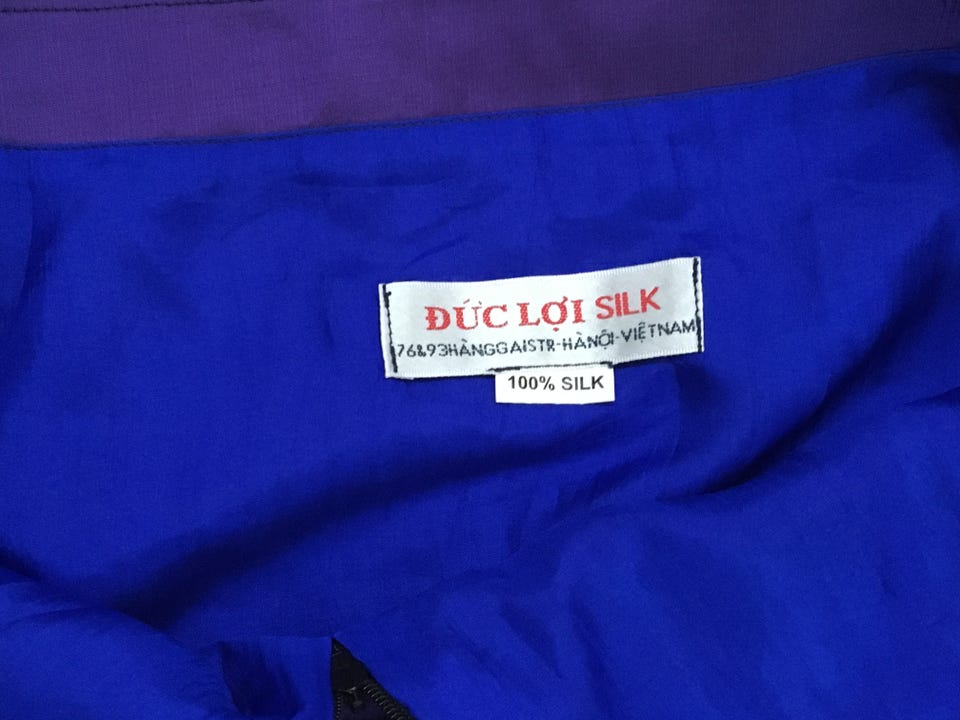 ĐỨC LỢI SILK
76&93HÀNGGAISTR-HÀNỘI-VIỆTNAM
100% SILK